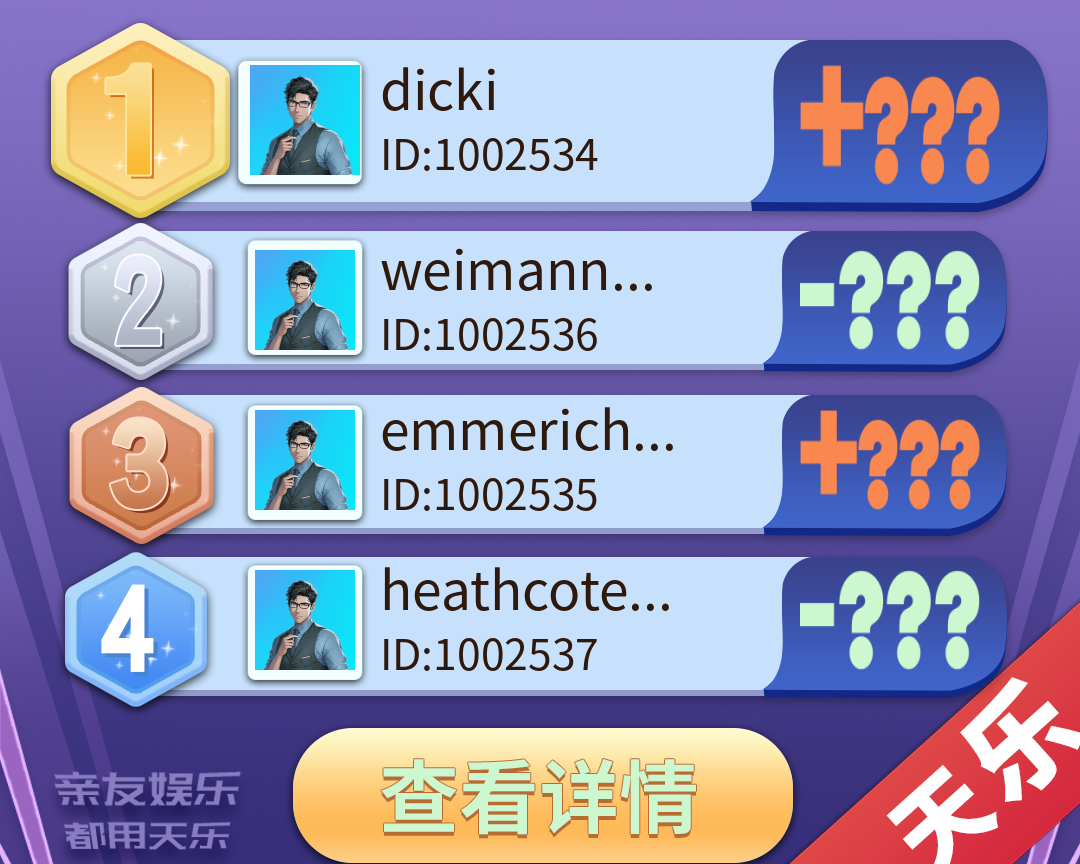 1
dicki
ID:1002534
+???
2
weimann...
ID:1002536
-???
3
emmerich...
ID:1002535
+???
4
heathcote...
ID:1002537
-???
查看详情
天乐
亲友娱乐
都用天乐